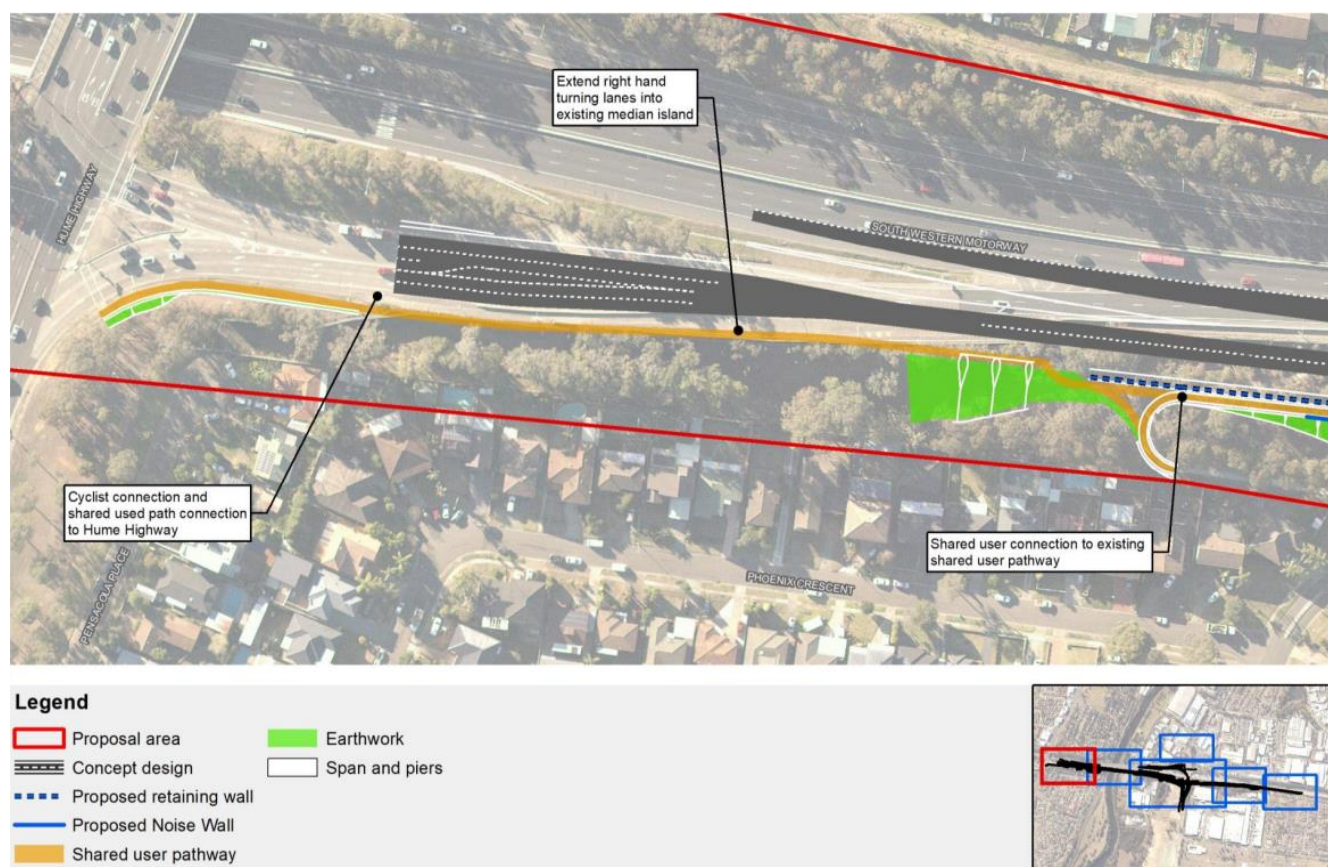 Extend right hand
turning lanes into
existing median island
HUME HIGHWAY
SOUTH WESTERN MOTORWAY
Cyclist connection and
shared used path connection
to Hume Highway
Shared user connection to existing
shared user pathway
PHOENIX CRESCENT
PENSACOLA PLACE
Legend
Proposal area
Concept design
Proposed retaining wall
Proposed Noise Wall
Shared user pathway
Earthwork
Span and piers